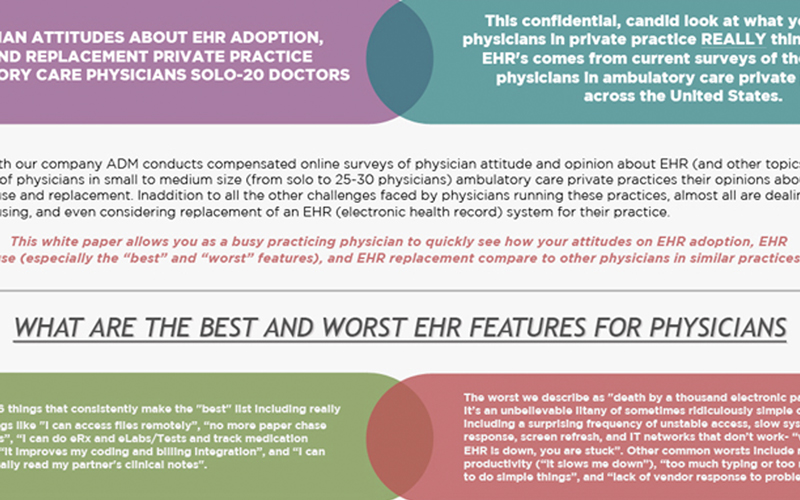 IAN ATTITUDES ABOUT EHR ADOPTION,
ND REPLACEMENT PRIVATE PRACTICE
ORY CARE PHYSICIANS SOLO-20 DOCTORS
This confidential, candid look at what yo
physicians in private practice REALLY thin
EHR's comes from current surveys of the
physicians in ambulatory care private
across the United States.
th our company ADM conducts compensated online surveys of physician attitude and opinion about EHR (and other topics
of physicians in small to medium size (from solo to 25-30 physicians) ambulatory care private practices their opinions abou
use and replacement. Inaddition to all the other challenges faced by physicians running these practices, almost all are dealin
using, and even considering replacement of an EHR (electronic health record) system for their practice.
This white paper allows you as a busy practicing physician to quickly see how your attitudes on EHR adoption, EHR
se (especially the “best” and “worst” features), and EHR replacement compare to other physicians in similar practices
WHAT ARE THE BEST AND WORST EHR FEATURES FOR PHYSICIANS
6 things that consistently make the "best" list including really
gs like "I can access files remotely", "no more paper chase
s", "I can do eRx and eLabs/Tests and track medication
"it improves my coding and billing integration", and "I can
ally read my partner's clinical notes".
The worst we describe as "death by a thousand electronic pa
It's an unbelievable litany of sometimes ridiculously simple c
including a surprising frequency of unstable access, slow sys
response, screen refresh, and IT networks that don't work- "w
EHR is down, you are stuck". Other common worsts include r
productivity ("it slows me down"), "too much typing or too m
to do simple things", and "lack of vendor response to proble